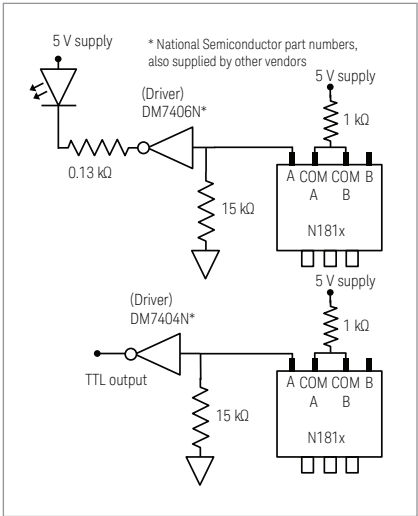 5 V supply
* National Semiconductor part numbers,
also supplied by other vendors
5 V supply
(Driver)
DM7406N*
1 kΩ
0.13 kΩ
A COM COM B
A B
15 kΩ
N181x
5 V supply
(Driver)
DM7404N*
1 kΩ
TTL output
A COM COM B
A B
15 kΩ
N181x